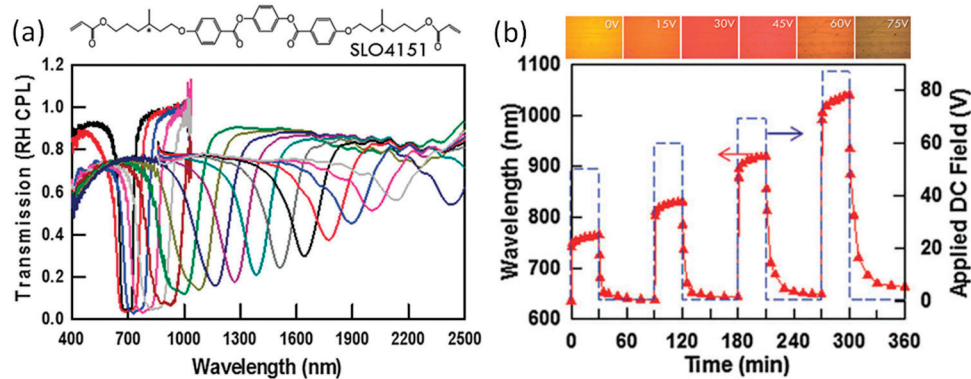 (a)
O
O
O
O
O
O
O
O
O
O
*
*
SLO4151
Transmission (RH CPL)
1.2
1.0
0.8
0.6
0.4
0.2
0.0
400 700 1000 1300 1600 1900 2200 2500
Wavelength (nm)
(b)
0V 15V 30V 45V 60V 75V
Wavelength (nm)
1100
1000
900
800
700
600
80
60
40
20
0
Applied DC Field (V)
0 60 120 180 240 300 360
Time (min)